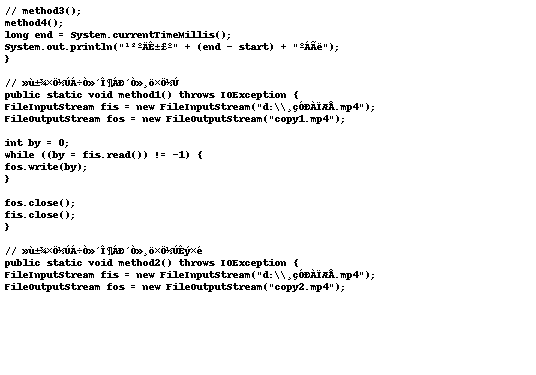 // method3();
method4();
long end = System.currentTimeMillis();
System.out.println("¹²ºÄÊ±£º" + (end - start) + "ºÁÃë");
}
// »ù±¾×Ö½ÚÁ÷Ò»´Î¶ÁÐ´Ò»¸ö×Ö½Ú
public static void method1() throws IOException {
FileInputStream fis = new FileInputStream("d:\\¸çÓÐÀÏÆÅ.mp4");
FileOutputStream fos = new FileOutputStream("copy1.mp4");
int by = 0;
while ((by = fis.read()) != -1) {
fos.write(by);
}
fos.close();
fis.close();
}
// »ù±¾×Ö½ÚÁ÷Ò»´Î¶ÁÐ´Ò»¸ö×Ö½ÚÊý×é
public static void method2() throws IOException {
FileInputStream fis = new FileInputStream("d:\\¸çÓÐÀÏÆÅ.mp4");
FileOutputStream fos = new FileOutputStream("copy2.mp4");